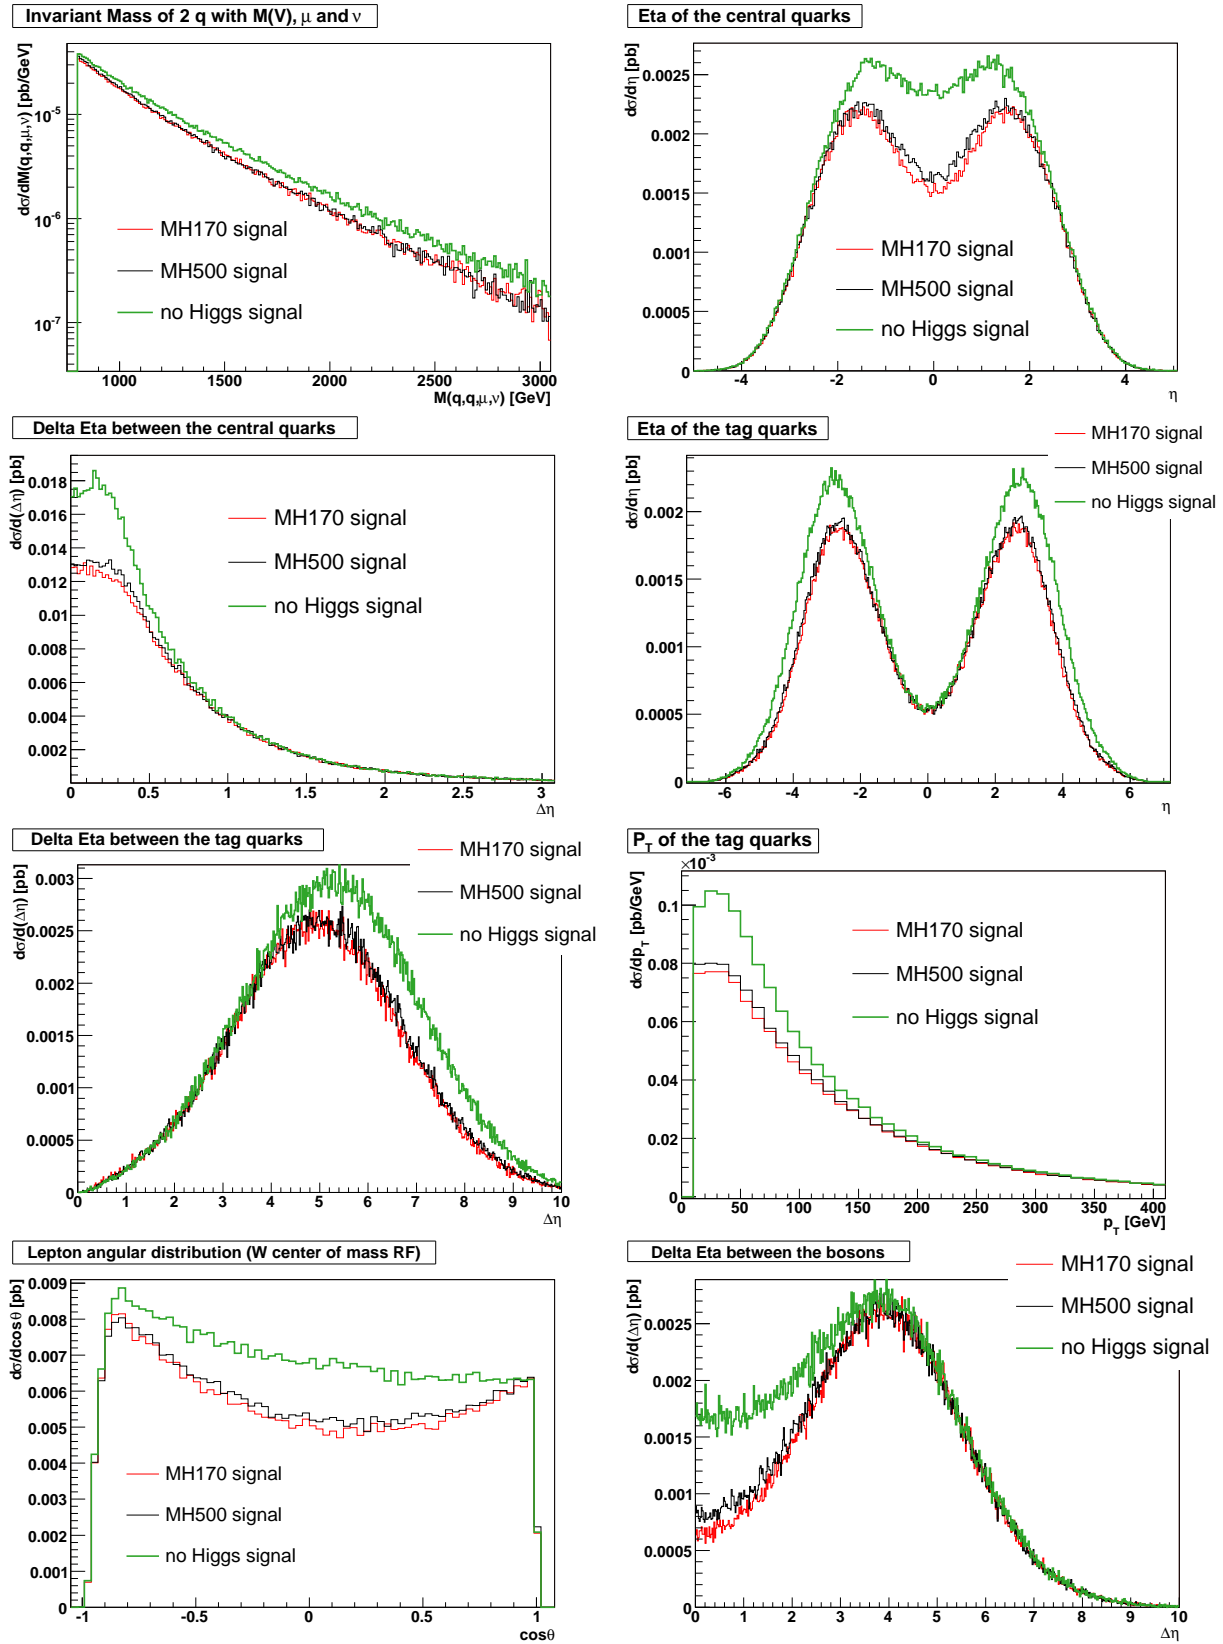 Invariant Mass of 2 q with M(V), μ and ν
dσ/dM(q,q,μ,ν) [pb/GeV]
10⁻⁵
10⁻⁶
10⁻⁷
MH170 signal
MH500 signal
no Higgs signal
1000 1500 2000 2500 3000
M(q,q,μ,ν) [GeV]
Eta of the central quarks
dσ/dη [pb]
0.0025
0.002
0.0015
0.001
0.0005
0
MH170 signal
MH500 signal
no Higgs signal
-4 -2 0 2 4
η
Delta Eta between the central quarks
dσ/d(Δη) [pb]
0.018
0.016
0.014
0.012
0.01
0.008
0.006
0.004
0.002
MH170 signal
MH500 signal
no Higgs signal
0 0.5 1 1.5 2 2.5 3
Δη
Eta of the tag quarks
dσ/dη [pb]
0.002
0.0015
0.001
0.0005
0
MH170 signal
MH500 signal
no Higgs signal
-6 -4 -2 0 2 4 6
η
Delta Eta between the tag quarks
dσ/d(Δη) [pb]
0.003
0.0025
0.002
0.0015
0.001
0.0005
0
MH170 signal
MH500 signal
no Higgs signal
0 1 2 3 4 5 6 7 8 9 10
Δη
P_T of the tag quarks
×10⁻³
dσ/dp_T [pb/GeV]
0.1
0.08
0.06
0.04
0.02
0
MH170 signal
MH500 signal
no Higgs signal
0 50 100 150 200 250 300 350 400
p_T [GeV]
Lepton angular distribution (W center of mass RF)
dσ/dcosθ [pb]
0.009
0.008
0.007
0.006
0.005
0.004
0.003
0.002
0.001
0
MH170 signal
MH500 signal
no Higgs signal
-1 -0.5 0 0.5 1
cosθ
Delta Eta between the bosons
dσ/d(Δη) [pb]
0.0025
0.002
0.0015
0.001
0.0005
0
MH170 signal
MH500 signal
no Higgs signal
0 1 2 3 4 5 6 7 8 9 10
Δη